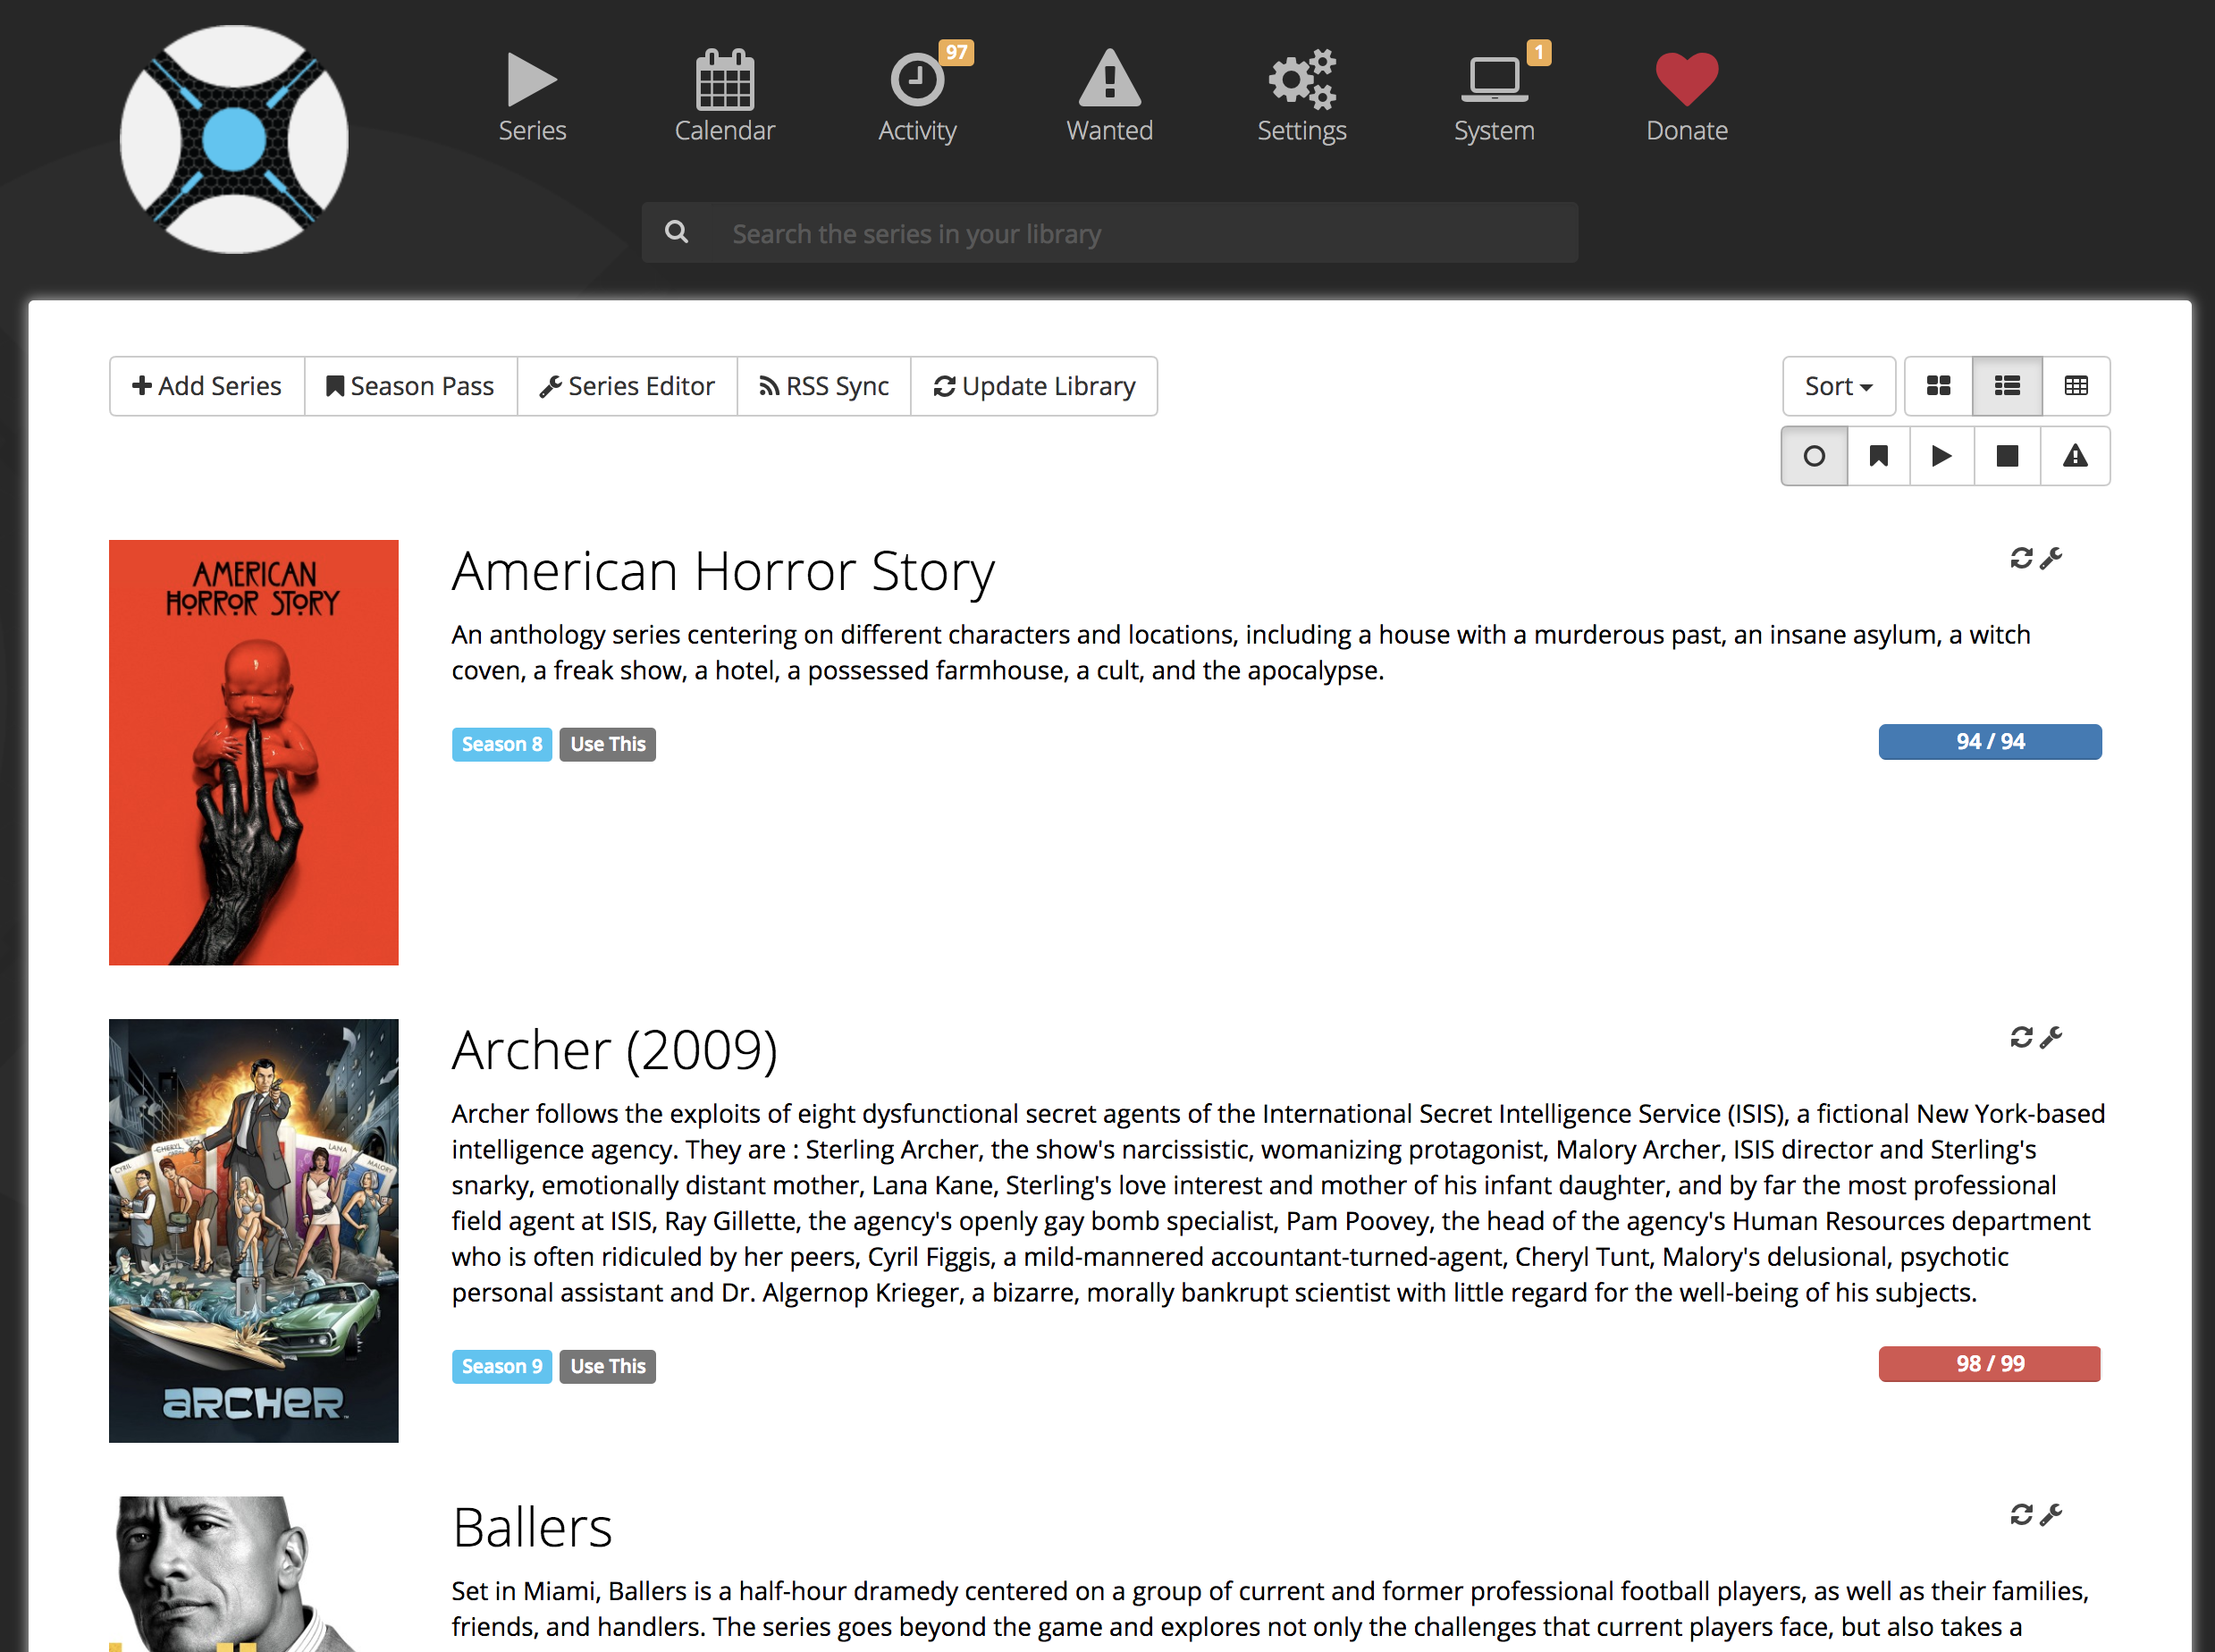 97
1
Series
Calendar
Activity
Wanted
Settings
System
Donate
Search the series in your library
Add Series
Season Pass
Series Editor
RSS Sync
Update Library
Sort
AMERICAN
HORROR STORY
American Horror Story
An anthology series centering on different characters and locations, including a house with a murderous past, an insane asylum, a witch
coven, a freak show, a hotel, a possessed farmhouse, a cult, and the apocalypse.
Season 8
Use This
94 / 94
CYRIL
CHERYL
LANA
MALORY
ARCHER
Archer (2009)
Archer follows the exploits of eight dysfunctional secret agents of the International Secret Intelligence Service (ISIS), a fictional New York-based
intelligence agency. They are : Sterling Archer, the show's narcissistic, womanizing protagonist, Malory Archer, ISIS director and Sterling's
snarky, emotionally distant mother, Lana Kane, Sterling's love interest and mother of his infant daughter, and by far the most professional
field agent at ISIS, Ray Gillette, the agency's openly gay bomb specialist, Pam Poovey, the head of the agency's Human Resources department
who is often ridiculed by her peers, Cyril Figgis, a mild-mannered accountant-turned-agent, Cheryl Tunt, Malory's delusional, psychotic
personal assistant and Dr. Algernop Krieger, a bizarre, morally bankrupt scientist with little regard for the well-being of his subjects.
Season 9
Use This
98 / 99
Ballers
Set in Miami, Ballers is a half-hour dramedy centered on a group of current and former professional football players, as well as their families,
friends, and handlers. The series goes beyond the game and explores not only the challenges that current players face, but also takes a